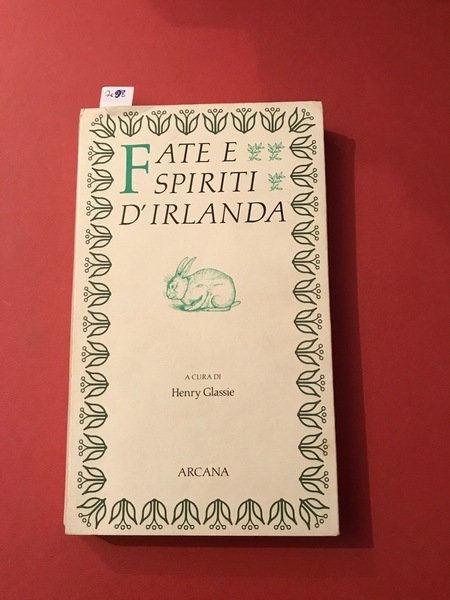 FATE E
SPIRITI
D'IRLANDA
A CURA DI
Henry Glassie
ARCANA